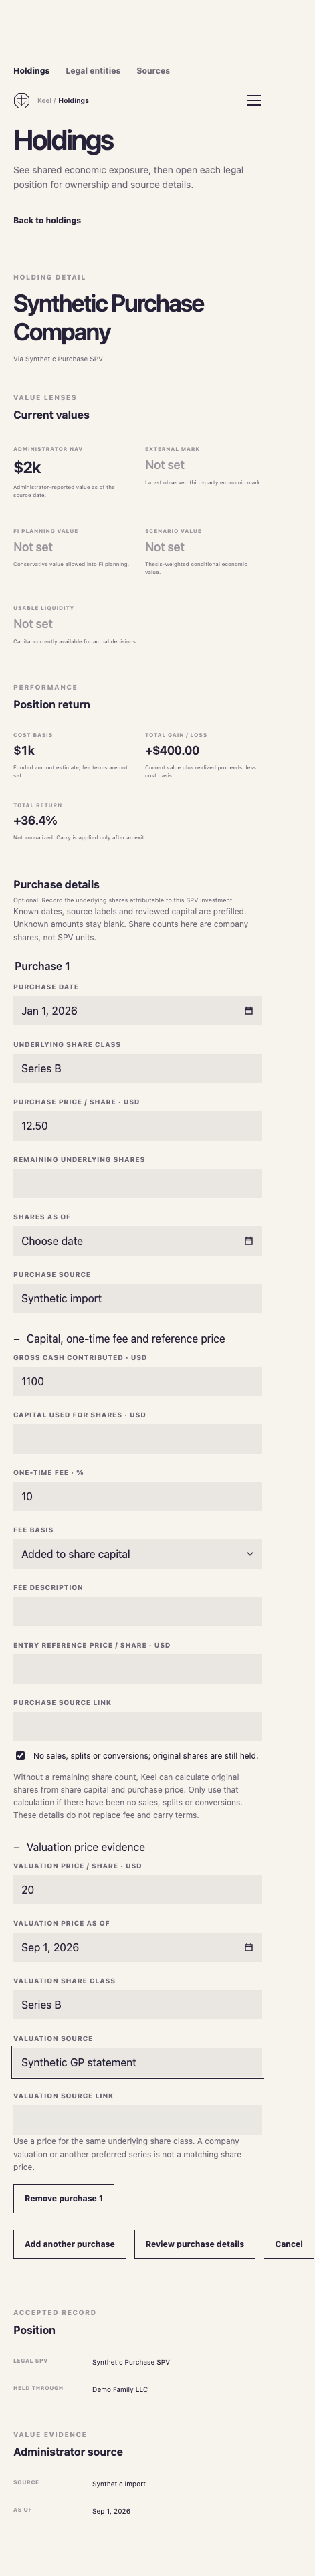 Holdings Legal entities Sources
Keel / Holdings
Holdings
See shared economic exposure, then open each legal
position for ownership and source details.
Back to holdings
HOLDING DETAIL
Synthetic Purchase
Company
Via Synthetic Purchase SPV
VALUE LENSES
Current values
ADMINISTRATOR NAV
$2k
Administrator-reported value as of the
source date.
EXTERNAL MARK
Not set
Latest observed third-party economic mark.
FI PLANNING VALUE
Not set
Conservative value allowed into FI planning.
SCENARIO VALUE
Not set
Thesis-weighted conditional economic
value.
USABLE LIQUIDITY
Not set
Capital currently available for actual decisions.
PERFORMANCE
Position return
COST BASIS
$1k
Funded amount estimate; fee terms are not
set.
TOTAL GAIN / LOSS
+$400.00
Current value plus realized proceeds, less
cost basis.
TOTAL RETURN
+36.4%
Not annualized. Carry is applied only after an exit.
Purchase details
Optional. Record the underlying shares attributable to this SPV investment.
Known dates, source labels and reviewed capital are prefilled.
Unknown amounts stay blank. Share counts here are company
shares, not SPV units.
Purchase 1
PURCHASE DATE
Jan 1, 2026
UNDERLYING SHARE CLASS
Series B
PURCHASE PRICE / SHARE · USD
12.50
REMAINING UNDERLYING SHARES
SHARES AS OF
Choose date
PURCHASE SOURCE
Synthetic import
– Capital, one-time fee and reference price
GROSS CASH CONTRIBUTED · USD
1100
CAPITAL USED FOR SHARES · USD
ONE-TIME FEE · %
10
FEE BASIS
Added to share capital
FEE DESCRIPTION
ENTRY REFERENCE PRICE / SHARE · USD
PURCHASE SOURCE LINK
No sales, splits or conversions; original shares are still held.
Without a remaining share count, Keel can calculate original
shares from share capital and purchase price. Only use that
calculation if there have been no sales, splits or conversions.
These details do not replace fee and carry terms.
– Valuation price evidence
VALUATION PRICE / SHARE · USD
20
VALUATION PRICE AS OF
Sep 1, 2026
VALUATION SHARE CLASS
Series B
VALUATION SOURCE
Synthetic GP statement
VALUATION SOURCE LINK
Use a price for the same underlying share class. A company
valuation or another preferred series is not a matching share
price.
Remove purchase 1
Add another purchase Review purchase details Cancel
ACCEPTED RECORD
Position
LEGAL SPV Synthetic Purchase SPV
HELD THROUGH Demo Family LLC
VALUE EVIDENCE
Administrator source
SOURCE Synthetic import
AS OF Sep 1, 2026